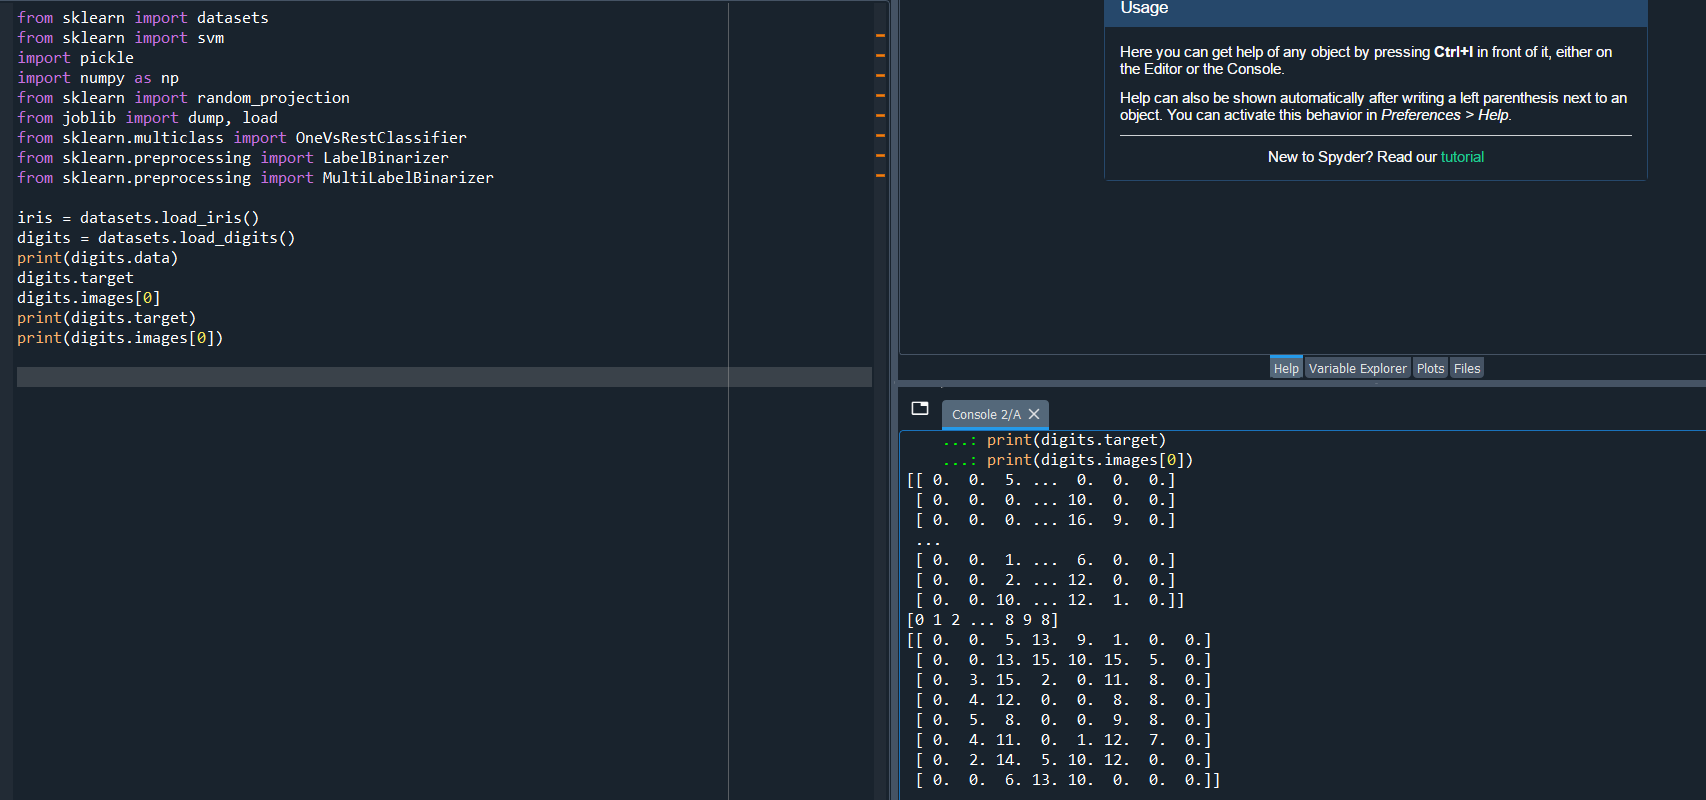 from sklearn import datasets
from sklearn import svm
import pickle
import numpy as np
from sklearn import random_projection
from joblib import dump, load
from sklearn.multiclass import OneVsRestClassifier
from sklearn.preprocessing import LabelBinarizer
from sklearn.preprocessing import MultiLabelBinarizer
iris = datasets.load_iris()
digits = datasets.load_digits()
print(digits.data)
digits.target
digits.images[0]
print(digits.target)
print(digits.images[0])
Usage
Here you can get help of any object by pressing Ctrl+I in front of it, either on
the Editor or the Console.
Help can also be shown automatically after writing a left parenthesis next to an
object. You can activate this behavior in Preferences > Help.
New to Spyder? Read our tutorial
Help Variable Explorer Plots Files
Console 2/A
...: print(digits.target)
...: print(digits.images[0])
[[ 0.  0.  5. ...  0.  0.  0.]
 [ 0.  0.  0. ... 10.  0.  0.]
 [ 0.  0.  0. ... 16.  9.  0.]
 ...
 [ 0.  0.  1. ...  6.  0.  0.]
 [ 0.  0.  2. ... 12.  0.  0.]
 [ 0.  0. 10. ... 12.  1.  0.]]
[0 1 2 ... 8 9 8]
[[ 0.  0.  5. 13.  9.  1.  0.  0.]
 [ 0.  0. 13. 15. 10. 15.  5.  0.]
 [ 0.  3. 15.  2.  0. 11.  8.  0.]
 [ 0.  4. 12.  0.  0.  8.  8.  0.]
 [ 0.  5.  8.  0.  0.  9.  8.  0.]
 [ 0.  4. 11.  0.  1. 12.  7.  0.]
 [ 0.  2. 14.  5. 10. 12.  0.  0.]
 [ 0.  0.  6. 13. 10.  0.  0.  0.]]